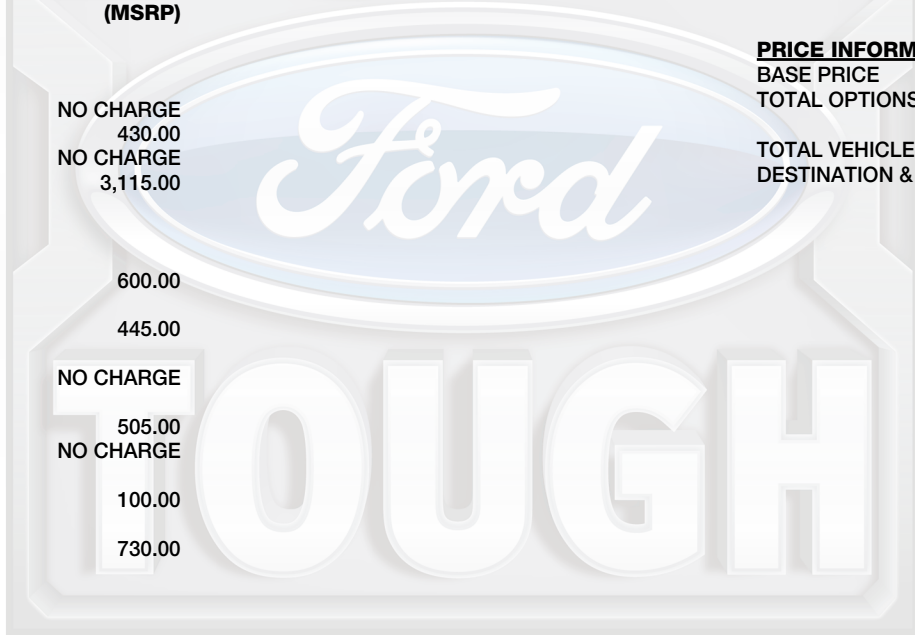 (MSRP)
PRICE INFORM
BASE PRICE
NO CHARGE
TOTAL OPTIONS
430.00
NO CHARGE
TOTAL VEHICLE
3,115.00
DESTINATION &
Ford
600.00
445.00
NO CHARGE
505.00
NO CHARGE
100.00
730.00
TOUGH